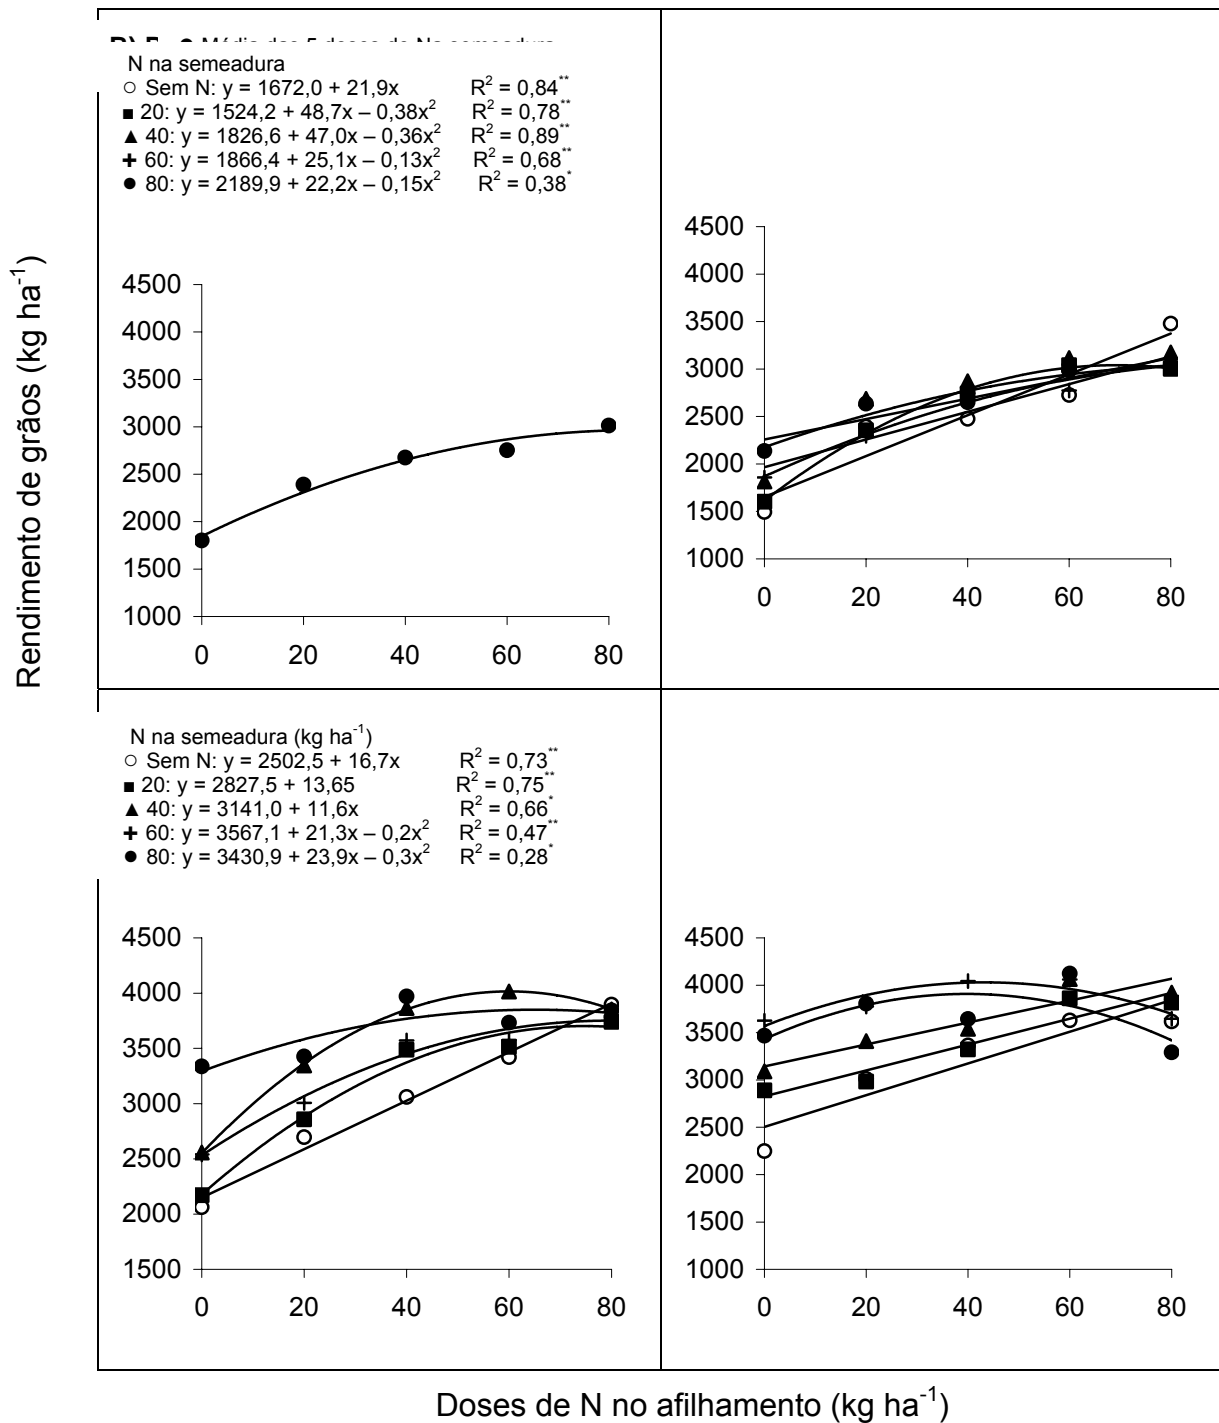 Média das 5 doses de Na semeadura
N na semeadura
Sem N: y = 1672,0 + 21,9x R² = 0,84**
20: y = 1524,2 + 48,7x – 0,38x² R² = 0,78**
40: y = 1826,6 + 47,0x – 0,36x² R² = 0,89**
60: y = 1866,4 + 25,1x – 0,13x² R² = 0,68**
80: y = 2189,9 + 22,2x – 0,15x² R² = 0,38*
Rendimento de grãos (kg ha⁻¹)
4500
4000
3500
3000
2500
2000
1500
1000
0 20 40 60 80
4500
4000
3500
3000
2500
2000
1500
1000
0 20 40 60 80
N na semeadura (kg ha⁻¹)
Sem N: y = 2502,5 + 16,7x R² = 0,73**
20: y = 2827,5 + 13,65 R² = 0,75**
40: y = 3141,0 + 11,6x R² = 0,66*
60: y = 3567,1 + 21,3x – 0,2x² R² = 0,47**
80: y = 3430,9 + 23,9x – 0,3x² R² = 0,28*
4500
4000
3500
3000
2500
2000
1500
0 20 40 60 80
4500
4000
3500
3000
2500
2000
1500
1000
0 20 40 60 80
Doses de N no afilhamento (kg ha⁻¹)